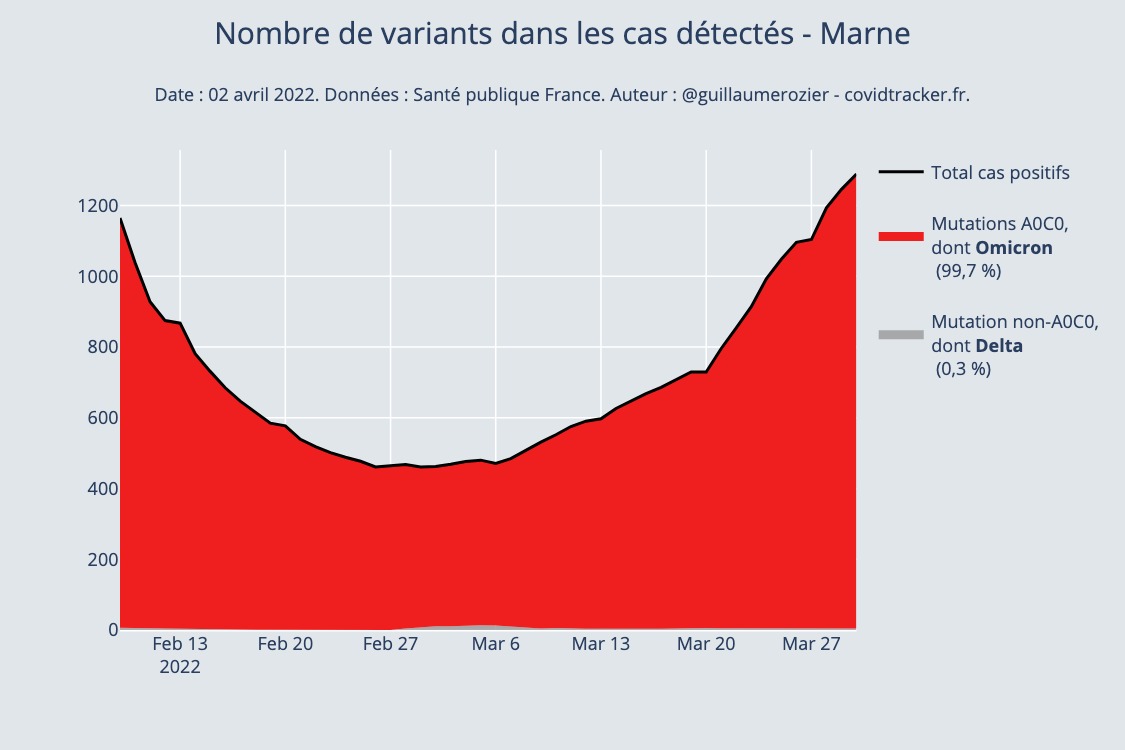 Nombre de variants dans les cas détectés - Marne
Date : 02 avril 2022. Données : Santé publique France. Auteur : @guillaumerozier - covidtracker.fr.
Total cas positifs
Mutations A0C0,
dont Omicron
(99,7 %)
Mutation non-A0C0,
dont Delta
(0,3 %)
1200
1000
800
600
400
200
0
Feb 13 Feb 20 Feb 27 Mar 6 Mar 13 Mar 20 Mar 27
2022